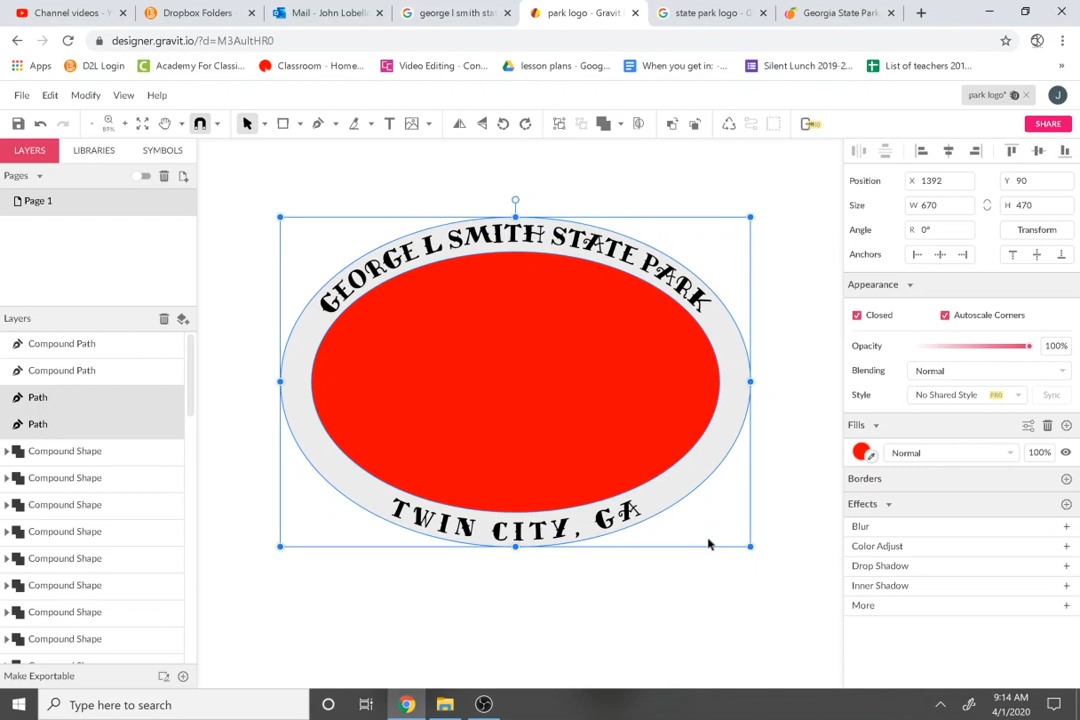 Channel videos - Y
Dropbox Folders -
Mail - John Lobell
george l smith sta
park logo - Gravit
state park logo - G
Georgia State Park
designer.gravit.io/?d=M3AultHR0
Apps
D2L Login
Academy For Classi...
Classroom - Home...
Video Editing - Con...
lesson plans - Goog...
When you get in: -...
Silent Lunch 2019-2...
List of teachers 201...
»
File
Edit
Modify
View
Help
park logo*
J
89%
PRO
SHARE
LAYERS
LIBRARIES
SYMBOLS
Pages
Page 1
Layers
Compound Path
Compound Path
Path
Path
Compound Shape
Compound Shape
Compound Shape
Compound Shape
Compound Shape
Compound Shape
Compound Shape
Compound Shape
Make Exportable
GEORGE L SMITH STATE PARK
TWIN CITY, GA
Position
X 1392
Y 90
Size
W 670
H 470
Angle
R 0°
Transform
Anchors
Appearance
Closed
Autoscale Corners
Opacity
100%
Blending
Normal
Style
No Shared Style
PRO
Sync
Fills
Normal
100%
Borders
Effects
Blur
Color Adjust
Drop Shadow
Inner Shadow
More
Type here to search
9:14 AM
4/1/2020